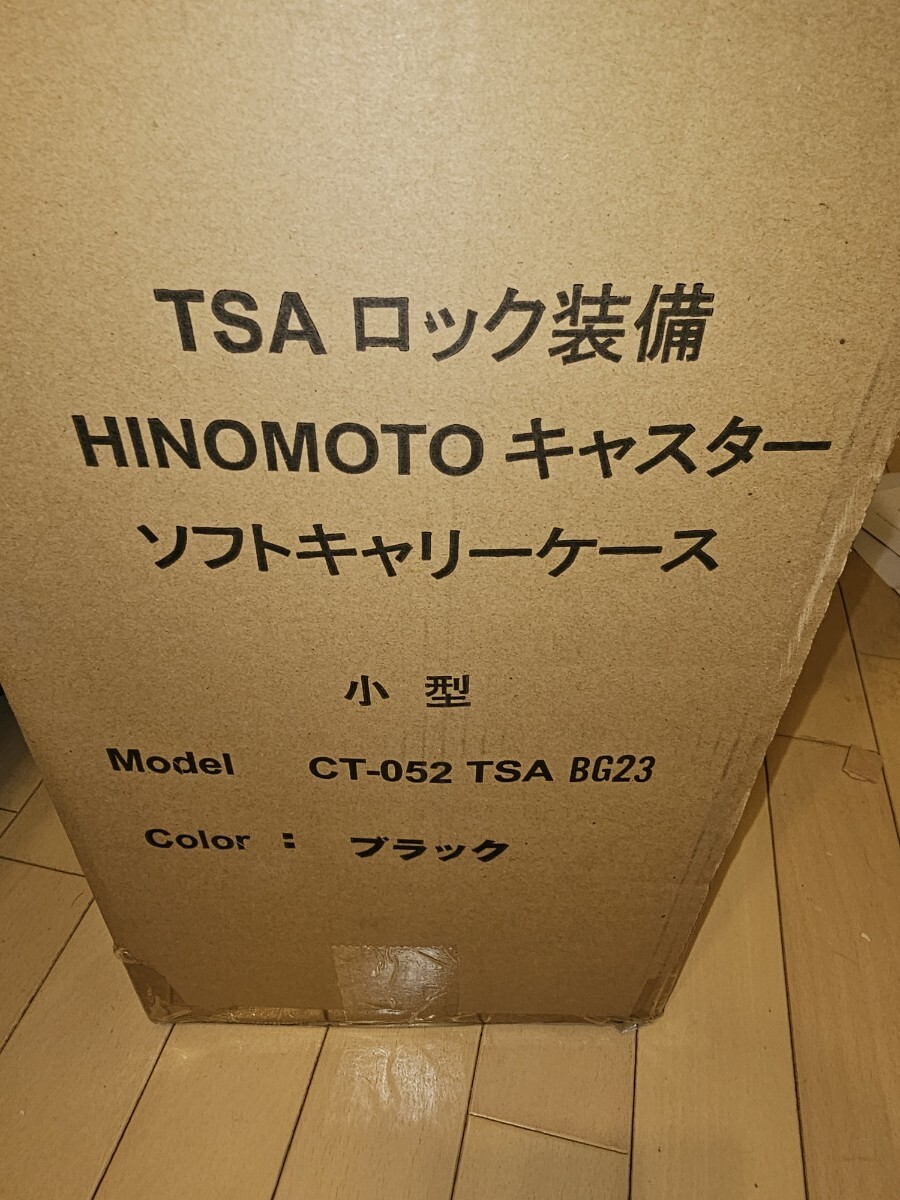 TSA ロック装備
HINOMOTO キャスター
ソフトキャリーケース
小 型
Model CT-052 TSA BG23
Color : ブラック